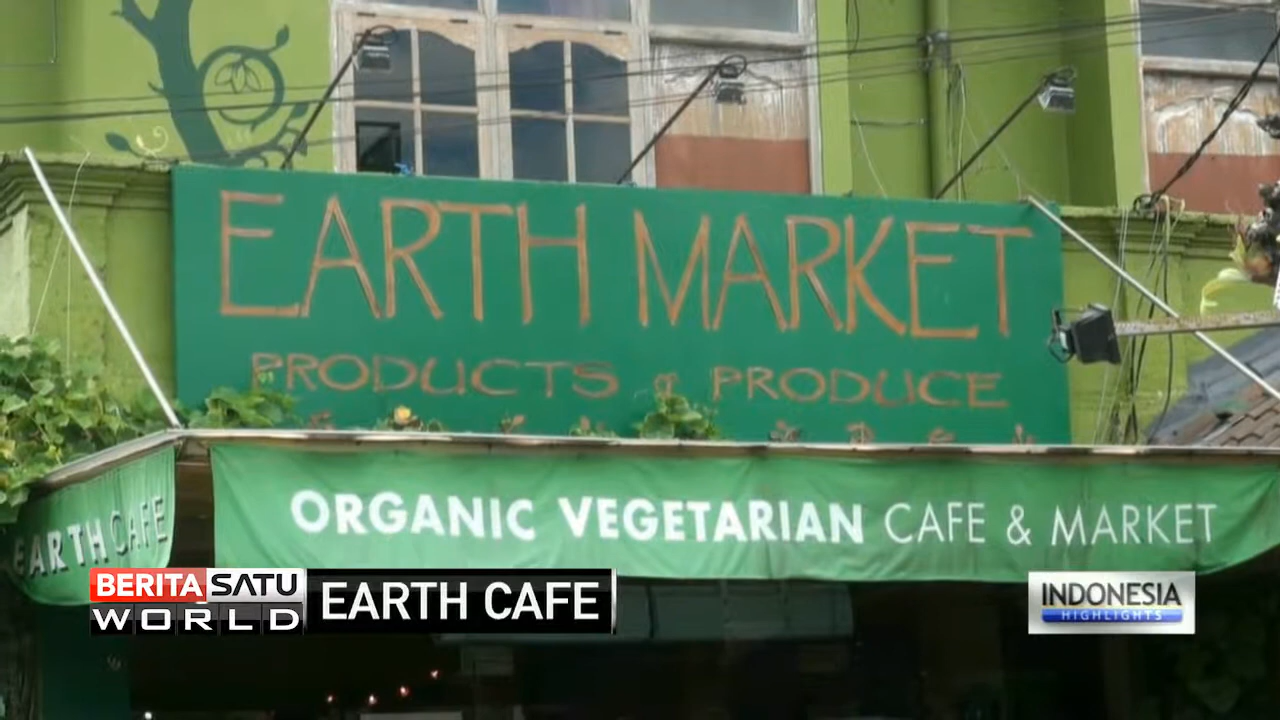 EARTH MARKET
PRODUCTS & PRODUCE
ORGANIC VEGETARIAN CAFE & MARKET
EARTH CAFE
BERITA SATU
WORLD
EARTH CAFE
INDONESIA
HIGHLIGHTS